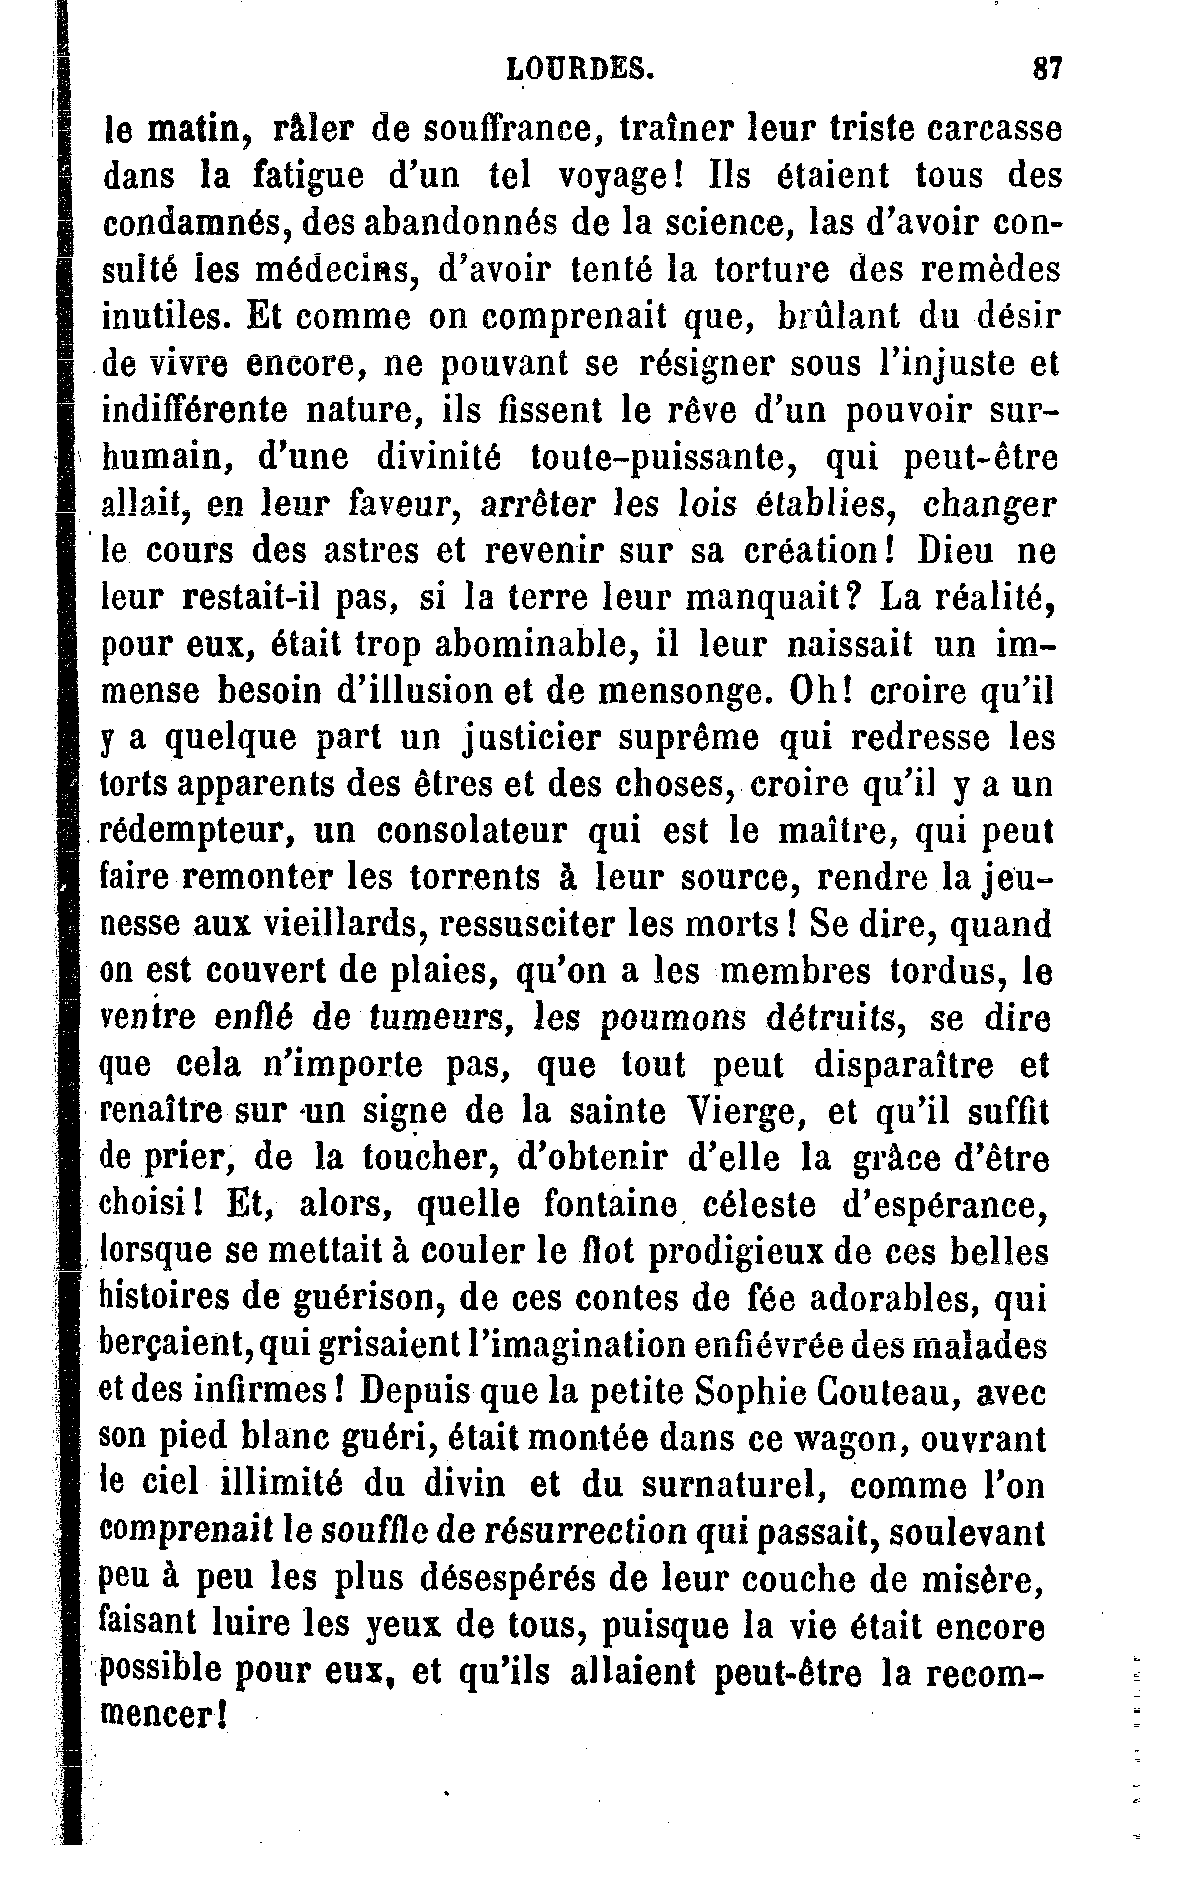 LOURDES. 87
le matin, râler de souffrance, traîner leur triste carcasse
dans la fatigue d'un tel voyage! Ils étaient tous des
condamnés, des abandonnés de la science, las d'avoir con-
sulté les médecins, d'avoir tenté la torture des remèdes
inutiles. Et comme on comprenait que, brûlant du désir
de vivre encore, ne pouvant se résigner sous l'injuste et
indifférente nature, ils fissent le rêve d'un pouvoir sur-
humain, d'une divinité toute-puissante, qui peut-être
allait, en leur faveur, arrêter les lois établies, changer
le cours des astres et revenir sur sa création! Dieu ne
leur restait-il pas, si la terre leur manquait? La réalité,
pour eux, était trop abominable, il leur naissait un im-
mense besoin d'illusion et de mensonge. Oh! croire qu'il
y a quelque part un justicier suprême qui redresse les
torts apparents des êtres et des choses, croire qu'il y a un
rédempteur, un consolateur qui est le maître, qui peut
faire remonter les torrents à leur source, rendre la jeu-
nesse aux vieillards, ressusciter les morts! Se dire, quand
on est couvert de plaies, qu'on a les membres tordus, le
ventre enflé de tumeurs, les poumons détruits, se dire
que cela n'importe pas, que tout peut disparaître et
renaître sur un signe de la sainte Vierge, et qu'il suffit
de prier, de la toucher, d'obtenir d'elle la grâce d'être
choisi! Et, alors, quelle fontaine céleste d'espérance,
lorsque se mettait à couler le flot prodigieux de ces belles
histoires de guérison, de ces contes de fée adorables, qui
berçaient, qui grisaient l'imagination enfiévrée des malades
et des infirmes! Depuis que la petite Sophie Couteau, avec
son pied blanc guéri, était montée dans ce wagon, ouvrant
le ciel illimité du divin et du surnaturel, comme l'on
comprenait le souffle de résurrection qui passait, soulevant
peu à peu les plus désespérés de leur couche de misère,
faisant luire les yeux de tous, puisque la vie était encore
possible pour eux, et qu'ils allaient peut-être la recom-
mencer!